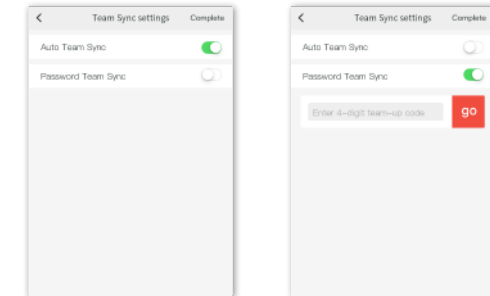 Team Sync settings Complete
Auto Team Sync
Password Team Sync
Team Sync settings Complete
Auto Team Sync
Password Team Sync
Enter 4-digit team-up code go